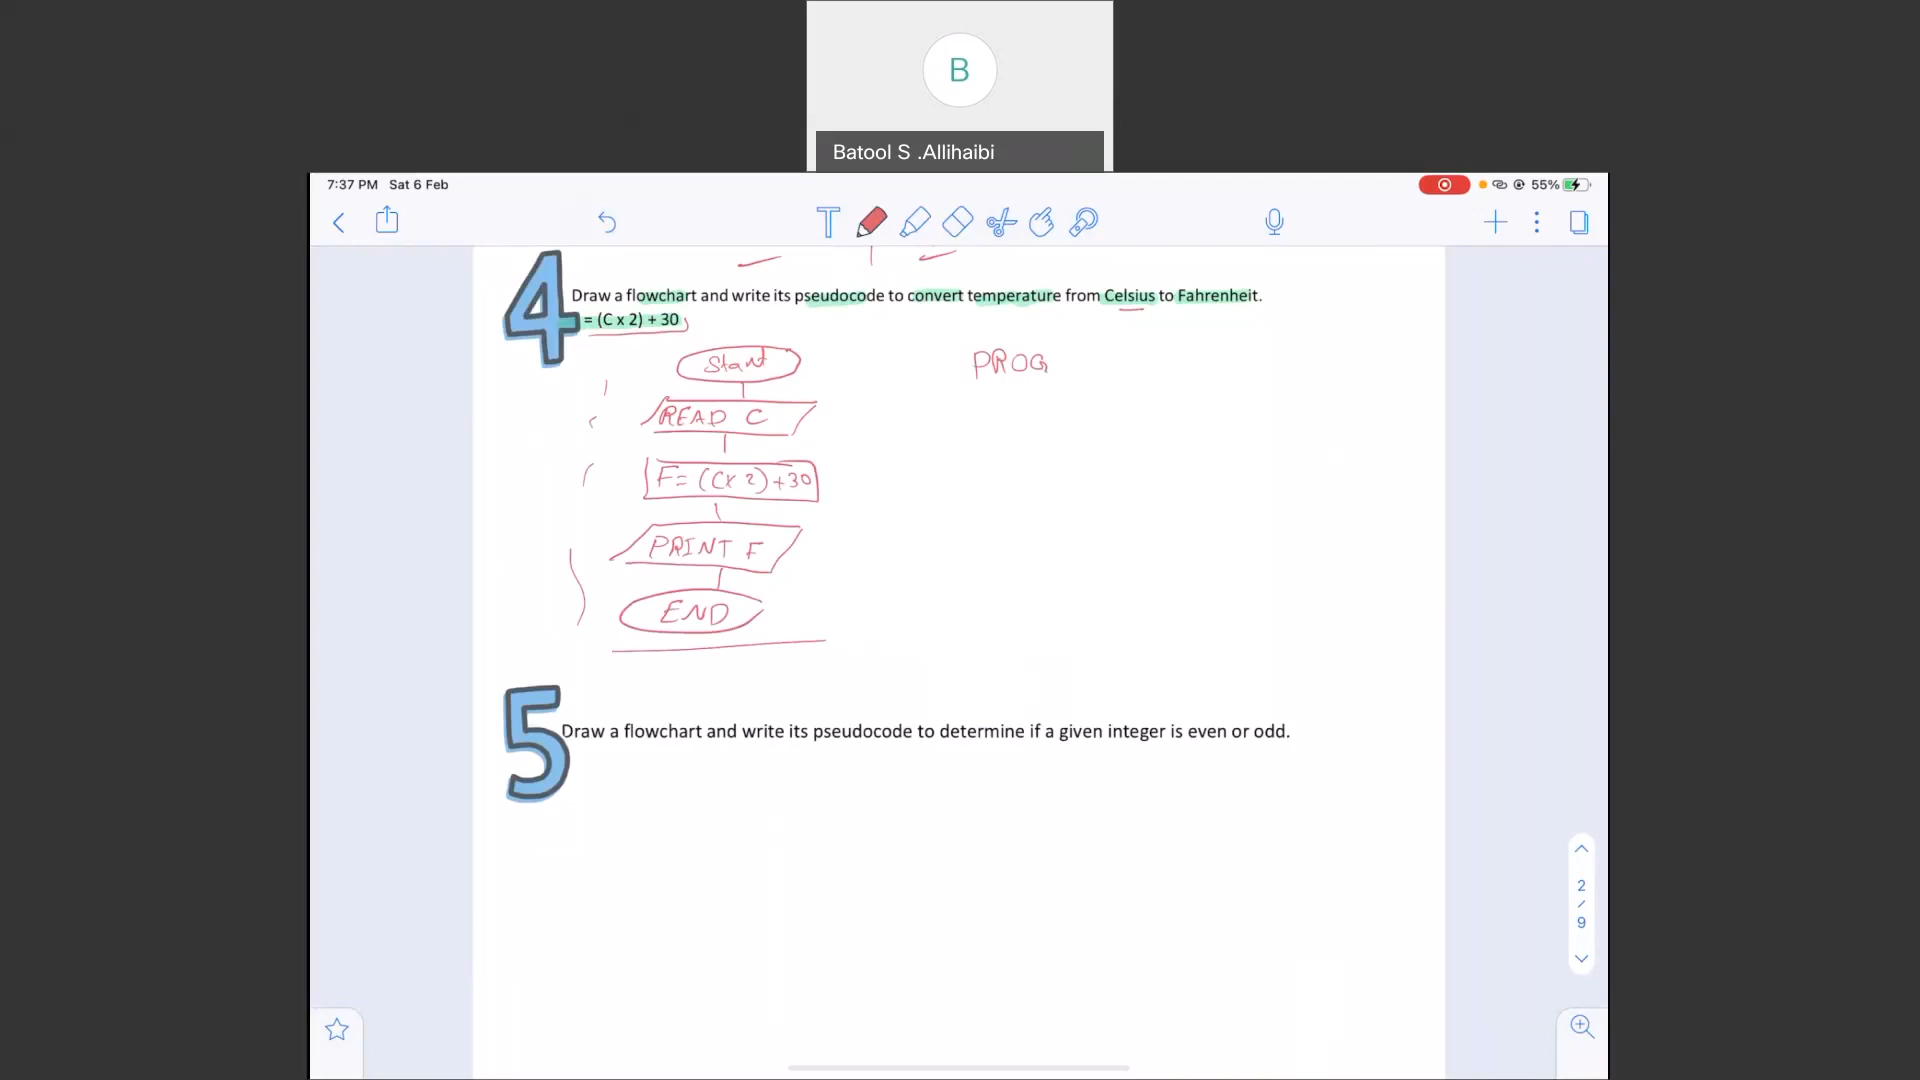 B
Batool S .Allihaibi
7:37 PM Sat 6 Feb
55%
T
4
Draw a flowchart and write its pseudocode to convert temperature from Celsius to Fahrenheit.
= (C x 2) + 30
Start
PROG
READ C
F= (Cx2)+30
PRINT F
END
5
Draw a flowchart and write its pseudocode to determine if a given integer is even or odd.
2
/
9